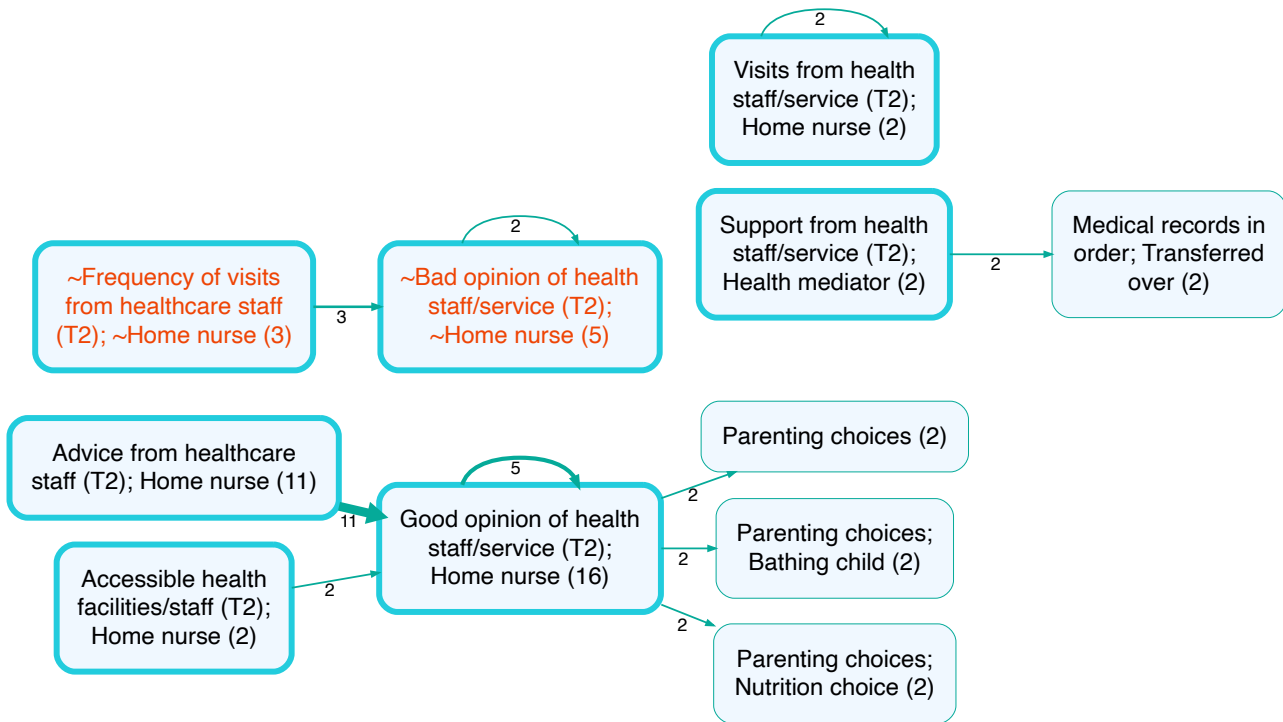 2
Visits from health
staff/service (T2);
Home nurse (2)
Support from health
staff/service (T2);
Health mediator (2)
2
Medical records in
order; Transferred
over (2)
~Frequency of visits
from healthcare staff
(T2); ~Home nurse (3)
3
2
~Bad opinion of health
staff/service (T2);
~Home nurse (5)
Advice from healthcare
staff (T2); Home nurse (11)
11
Accessible health
facilities/staff (T2);
Home nurse (2)
2
5
Good opinion of health
staff/service (T2);
Home nurse (16)
2
Parenting choices (2)
2
Parenting choices;
Bathing child (2)
2
Parenting choices;
Nutrition choice (2)